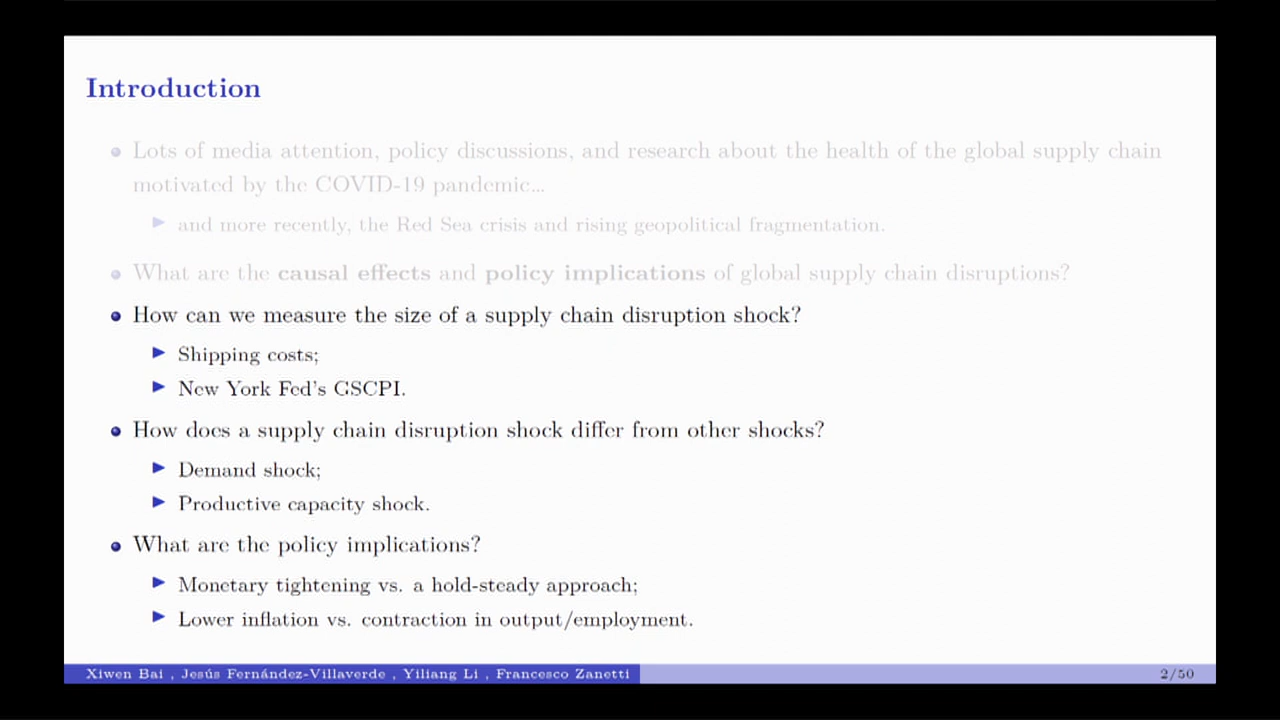 Introduction
Lots of media attention, policy discussions, and research about the health of the global supply chain
motivated by the COVID-19 pandemic...
and more recently, the Red Sea crisis and rising geopolitical fragmentation.
What are the causal effects and policy implications of global supply chain disruptions?
How can we measure the size of a supply chain disruption shock?
Shipping costs;
New York Fed's GSCPI.
How does a supply chain disruption shock differ from other shocks?
Demand shock;
Productive capacity shock.
What are the policy implications?
Monetary tightening vs. a hold-steady approach;
Lower inflation vs. contraction in output/employment.
Xiwen Bai , Jesús Fernández-Villaverde , Yiliang Li , Francesco Zanetti
2/50